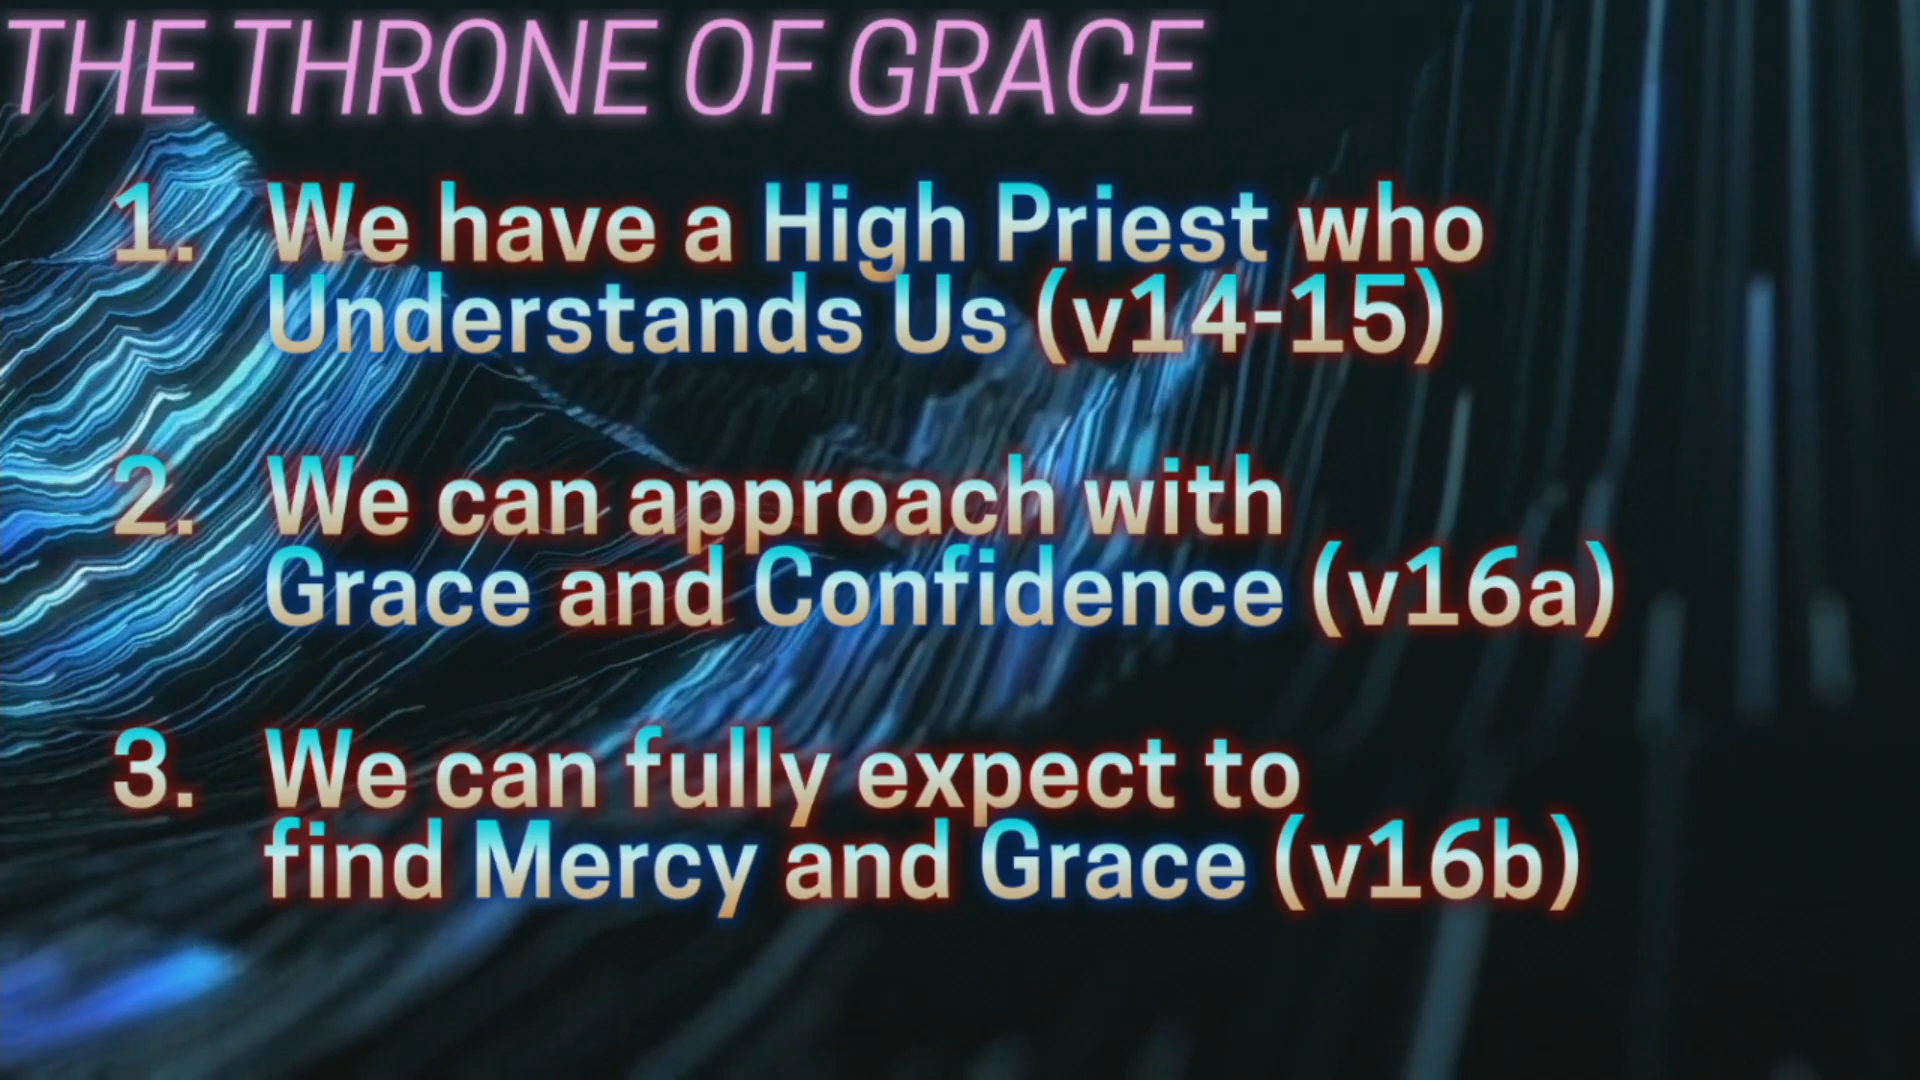 THE THRONE OF GRACE
1. We have a High Priest who
Understands Us (v14-15)
2. We can approach with
Grace and Confidence (v16a)
3. We can fully expect to
find Mercy and Grace (v16b)